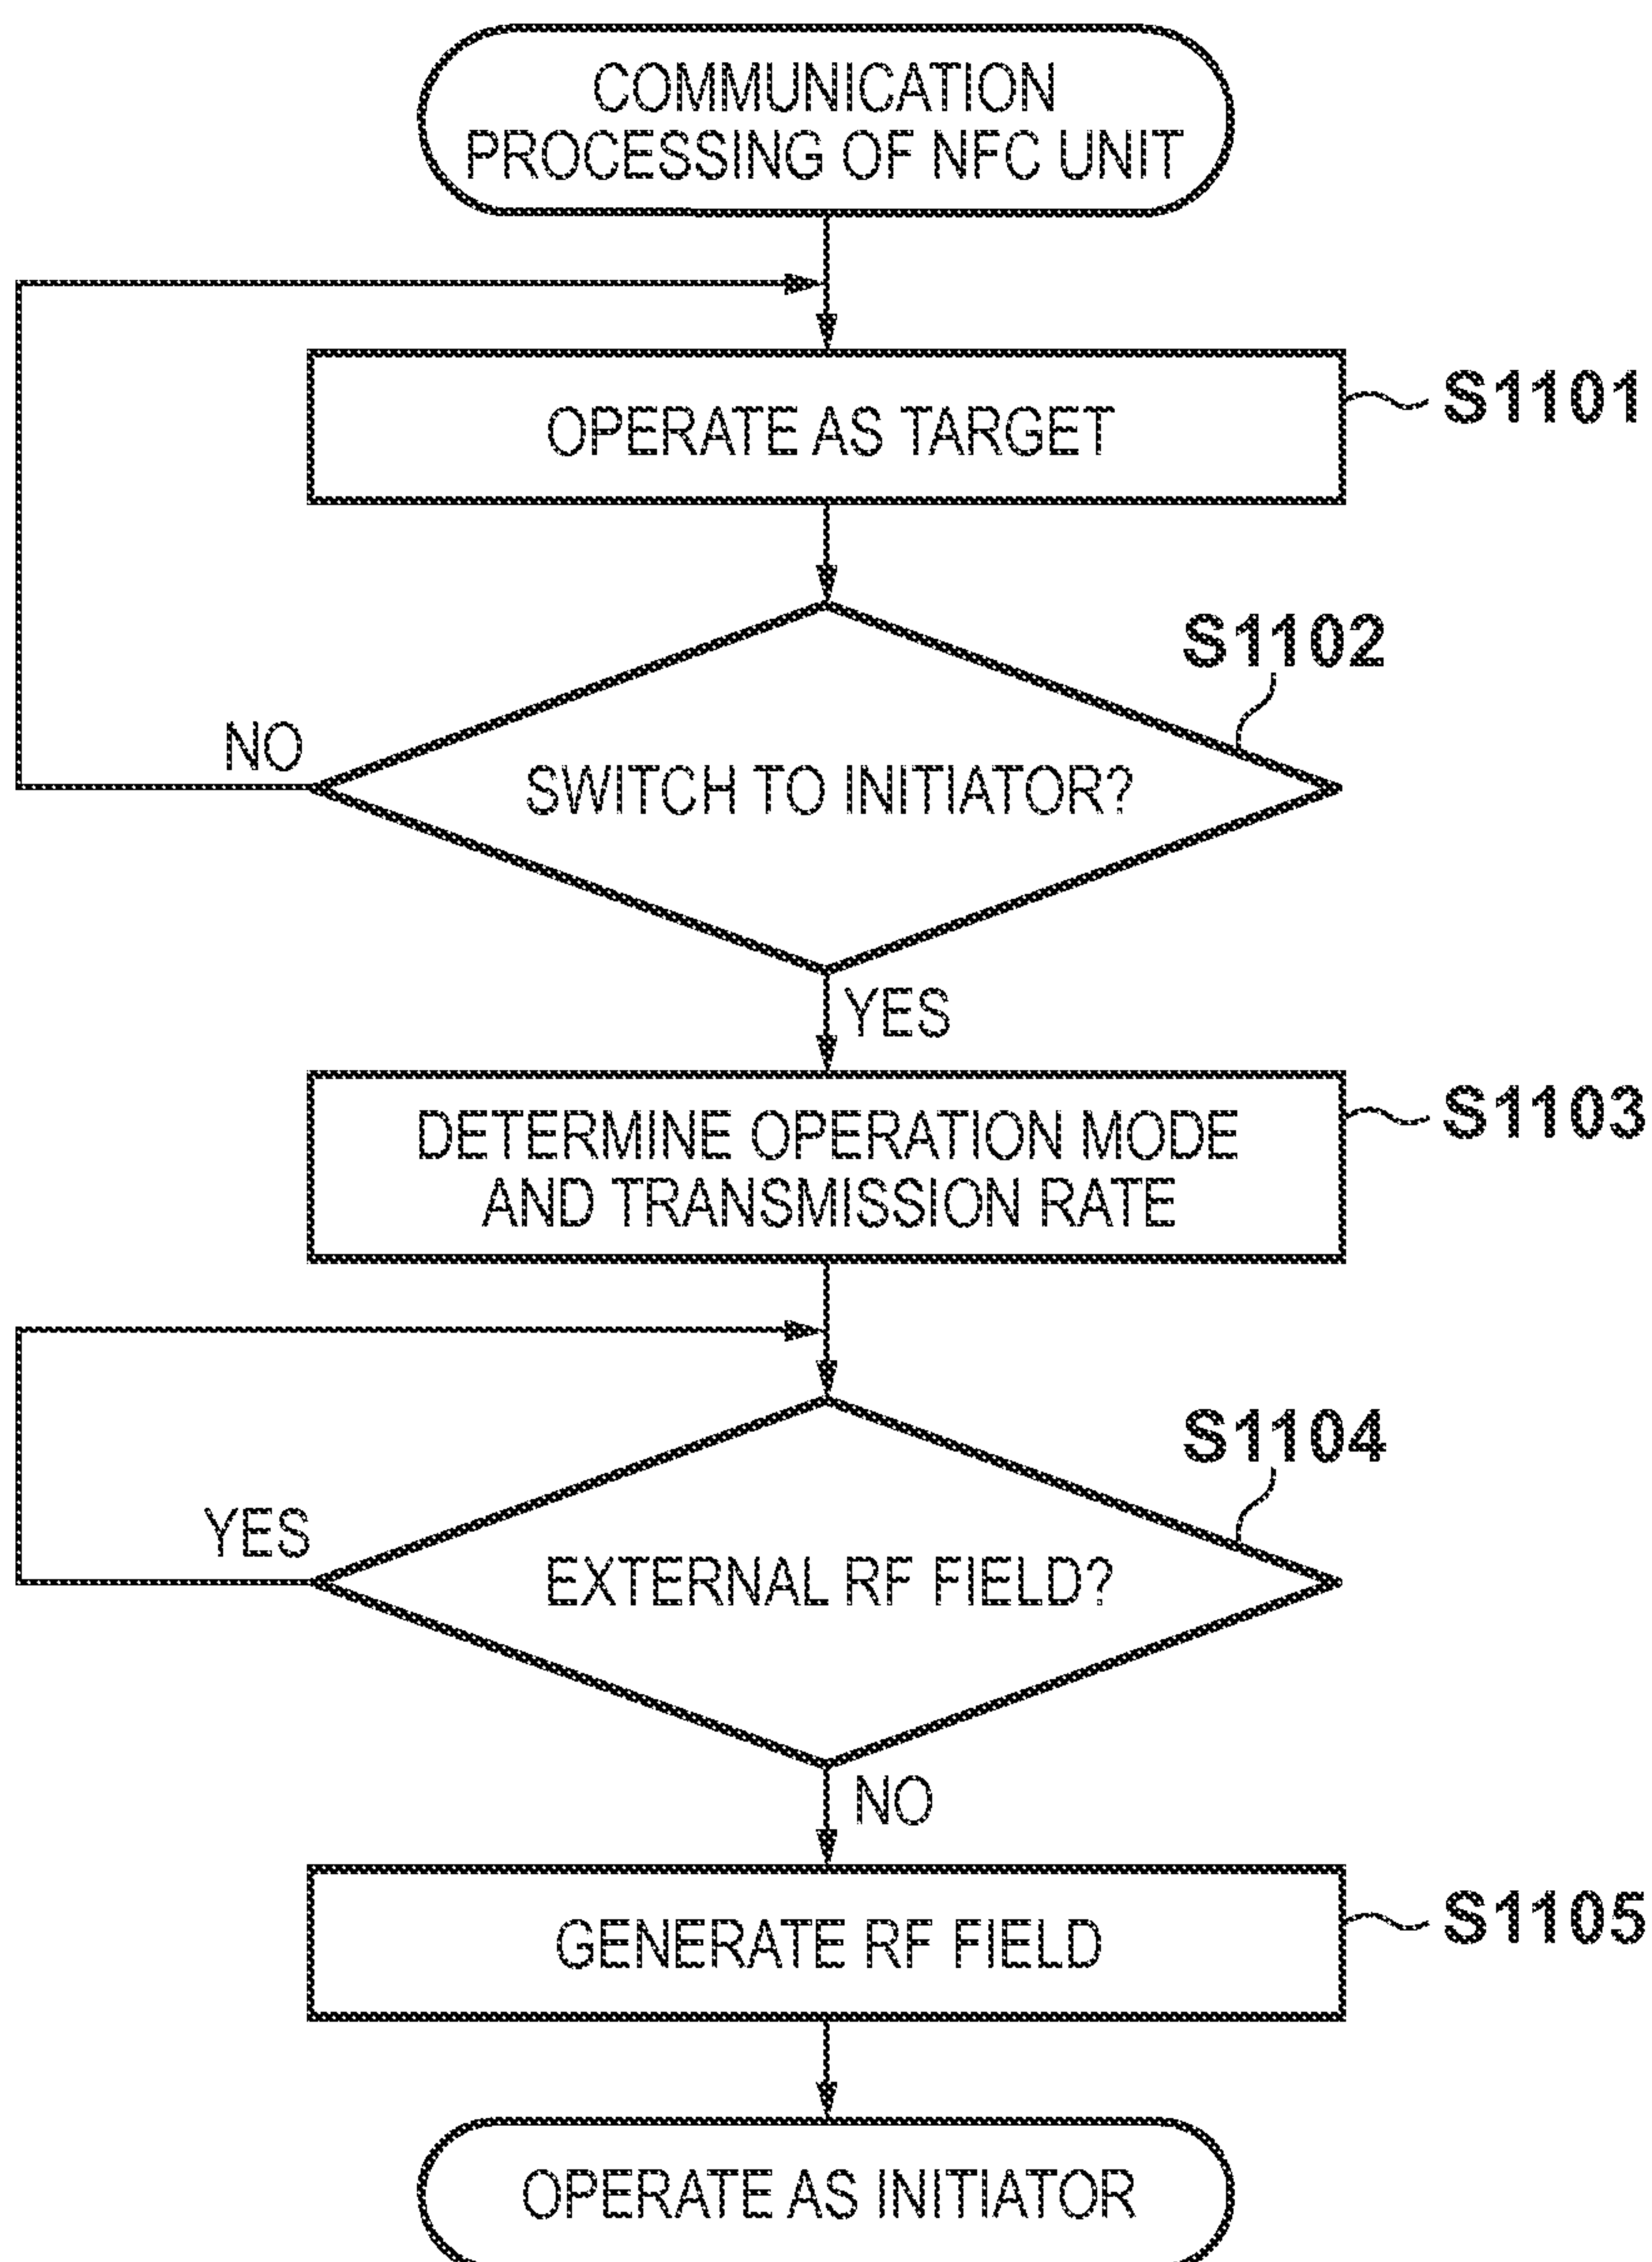 COMMUNICATION
PROCESSING OF NFC UNIT
OPERATE AS TARGET
S1101
S1102
NO
SWITCH TO INITIATOR?
YES
DETERMINE OPERATION MODE
AND TRANSMISSION RATE
S1103
S1104
YES
EXTERNAL RF FIELD?
NO
GENERATE RF FIELD
S1105
OPERATE AS INITIATOR